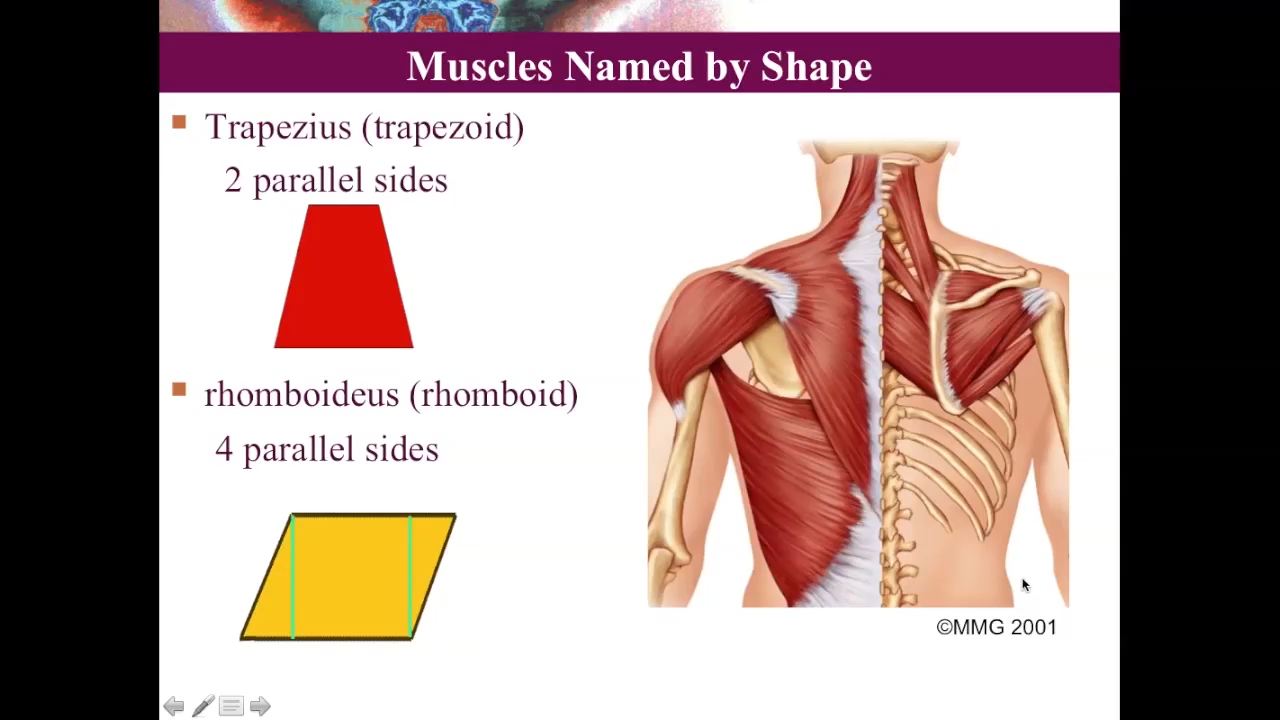 Muscles Named by Shape
Trapezius (trapezoid)
2 parallel sides
rhomboideus (rhomboid)
4 parallel sides
©MMG 2001